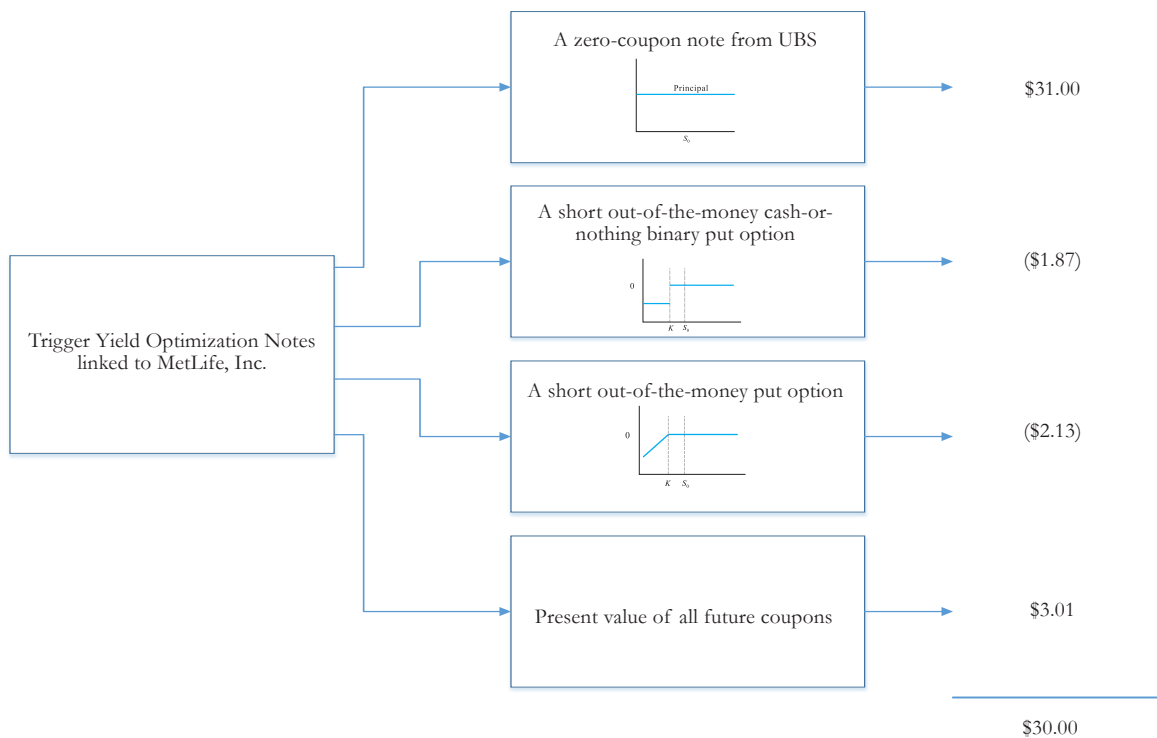 A zero-coupon note from UBS
Principal
S₀
$31.00
A short out-of-the-money cash-or-
nothing binary put option
0
K S₀
($1.87)
Trigger Yield Optimization Notes
linked to MetLife, Inc.
A short out-of-the-money put option
0
K S₀
($2.13)
Present value of all future coupons
$3.01
$30.00